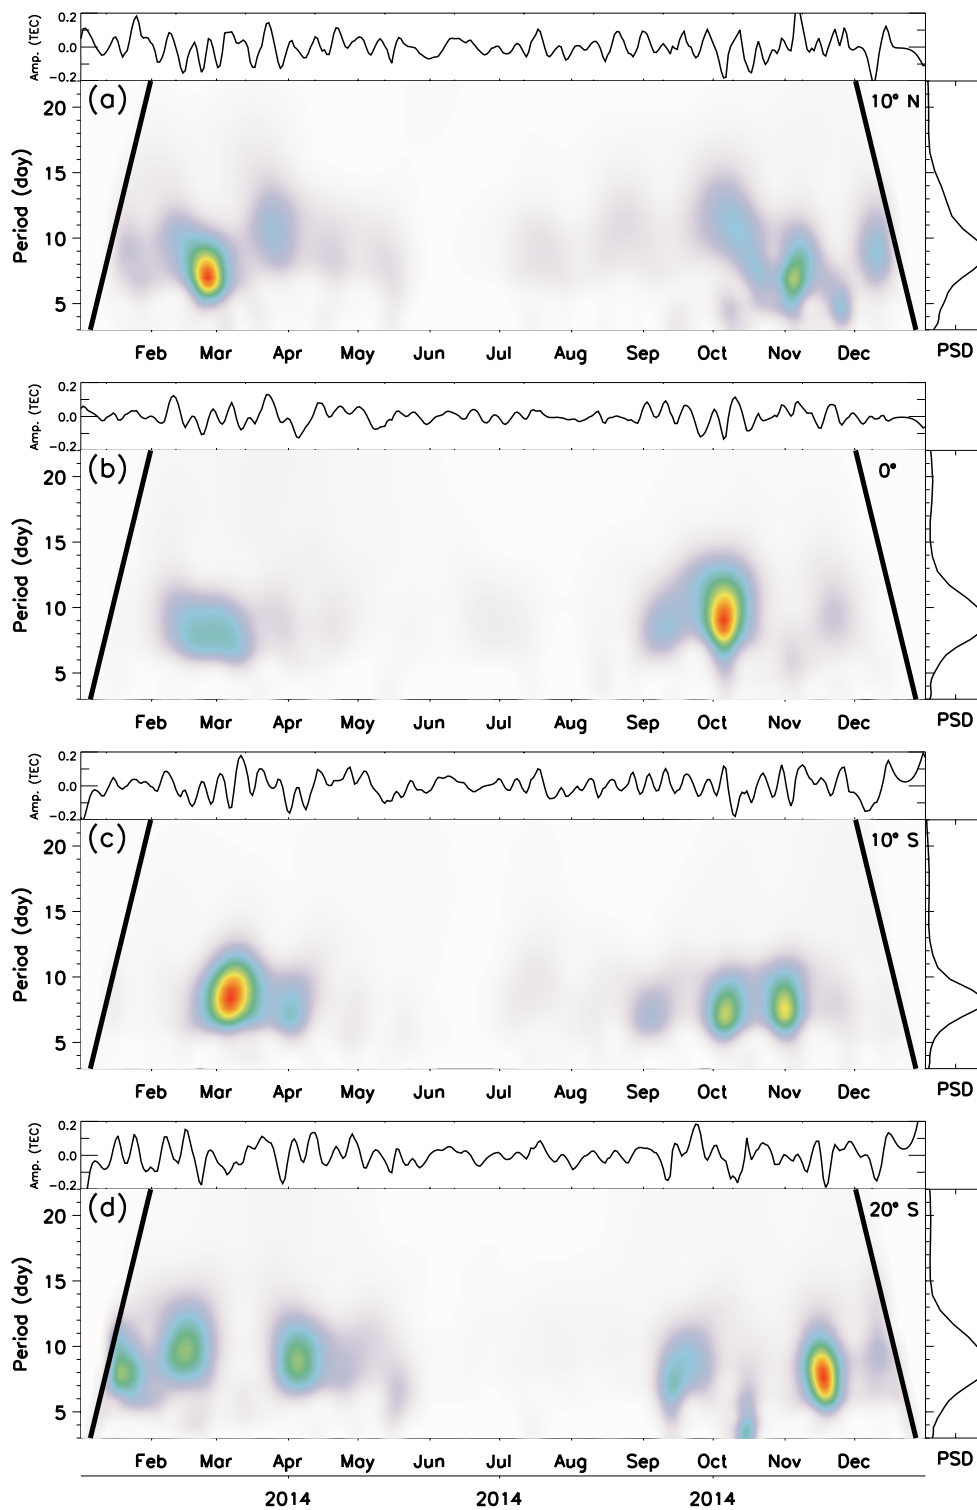 0.2
0.0
−0.2
Amp. (TEC)
(a)
10° N
20
15
10
5
Period (day)
Feb Mar Apr May Jun Jul Aug Sep Oct Nov Dec PSD
0.2
0.0
−0.2
Amp. (TEC)
(b)
0°
20
15
10
5
Period (day)
Feb Mar Apr May Jun Jul Aug Sep Oct Nov Dec PSD
0.2
0.0
−0.2
Amp. (TEC)
(c)
10° S
20
15
10
5
Period (day)
Feb Mar Apr May Jun Jul Aug Sep Oct Nov Dec PSD
0.2
0.0
−0.2
Amp. (TEC)
(d)
20° S
20
15
10
5
Period (day)
Feb Mar Apr May Jun Jul Aug Sep Oct Nov Dec PSD
2014 2014 2014